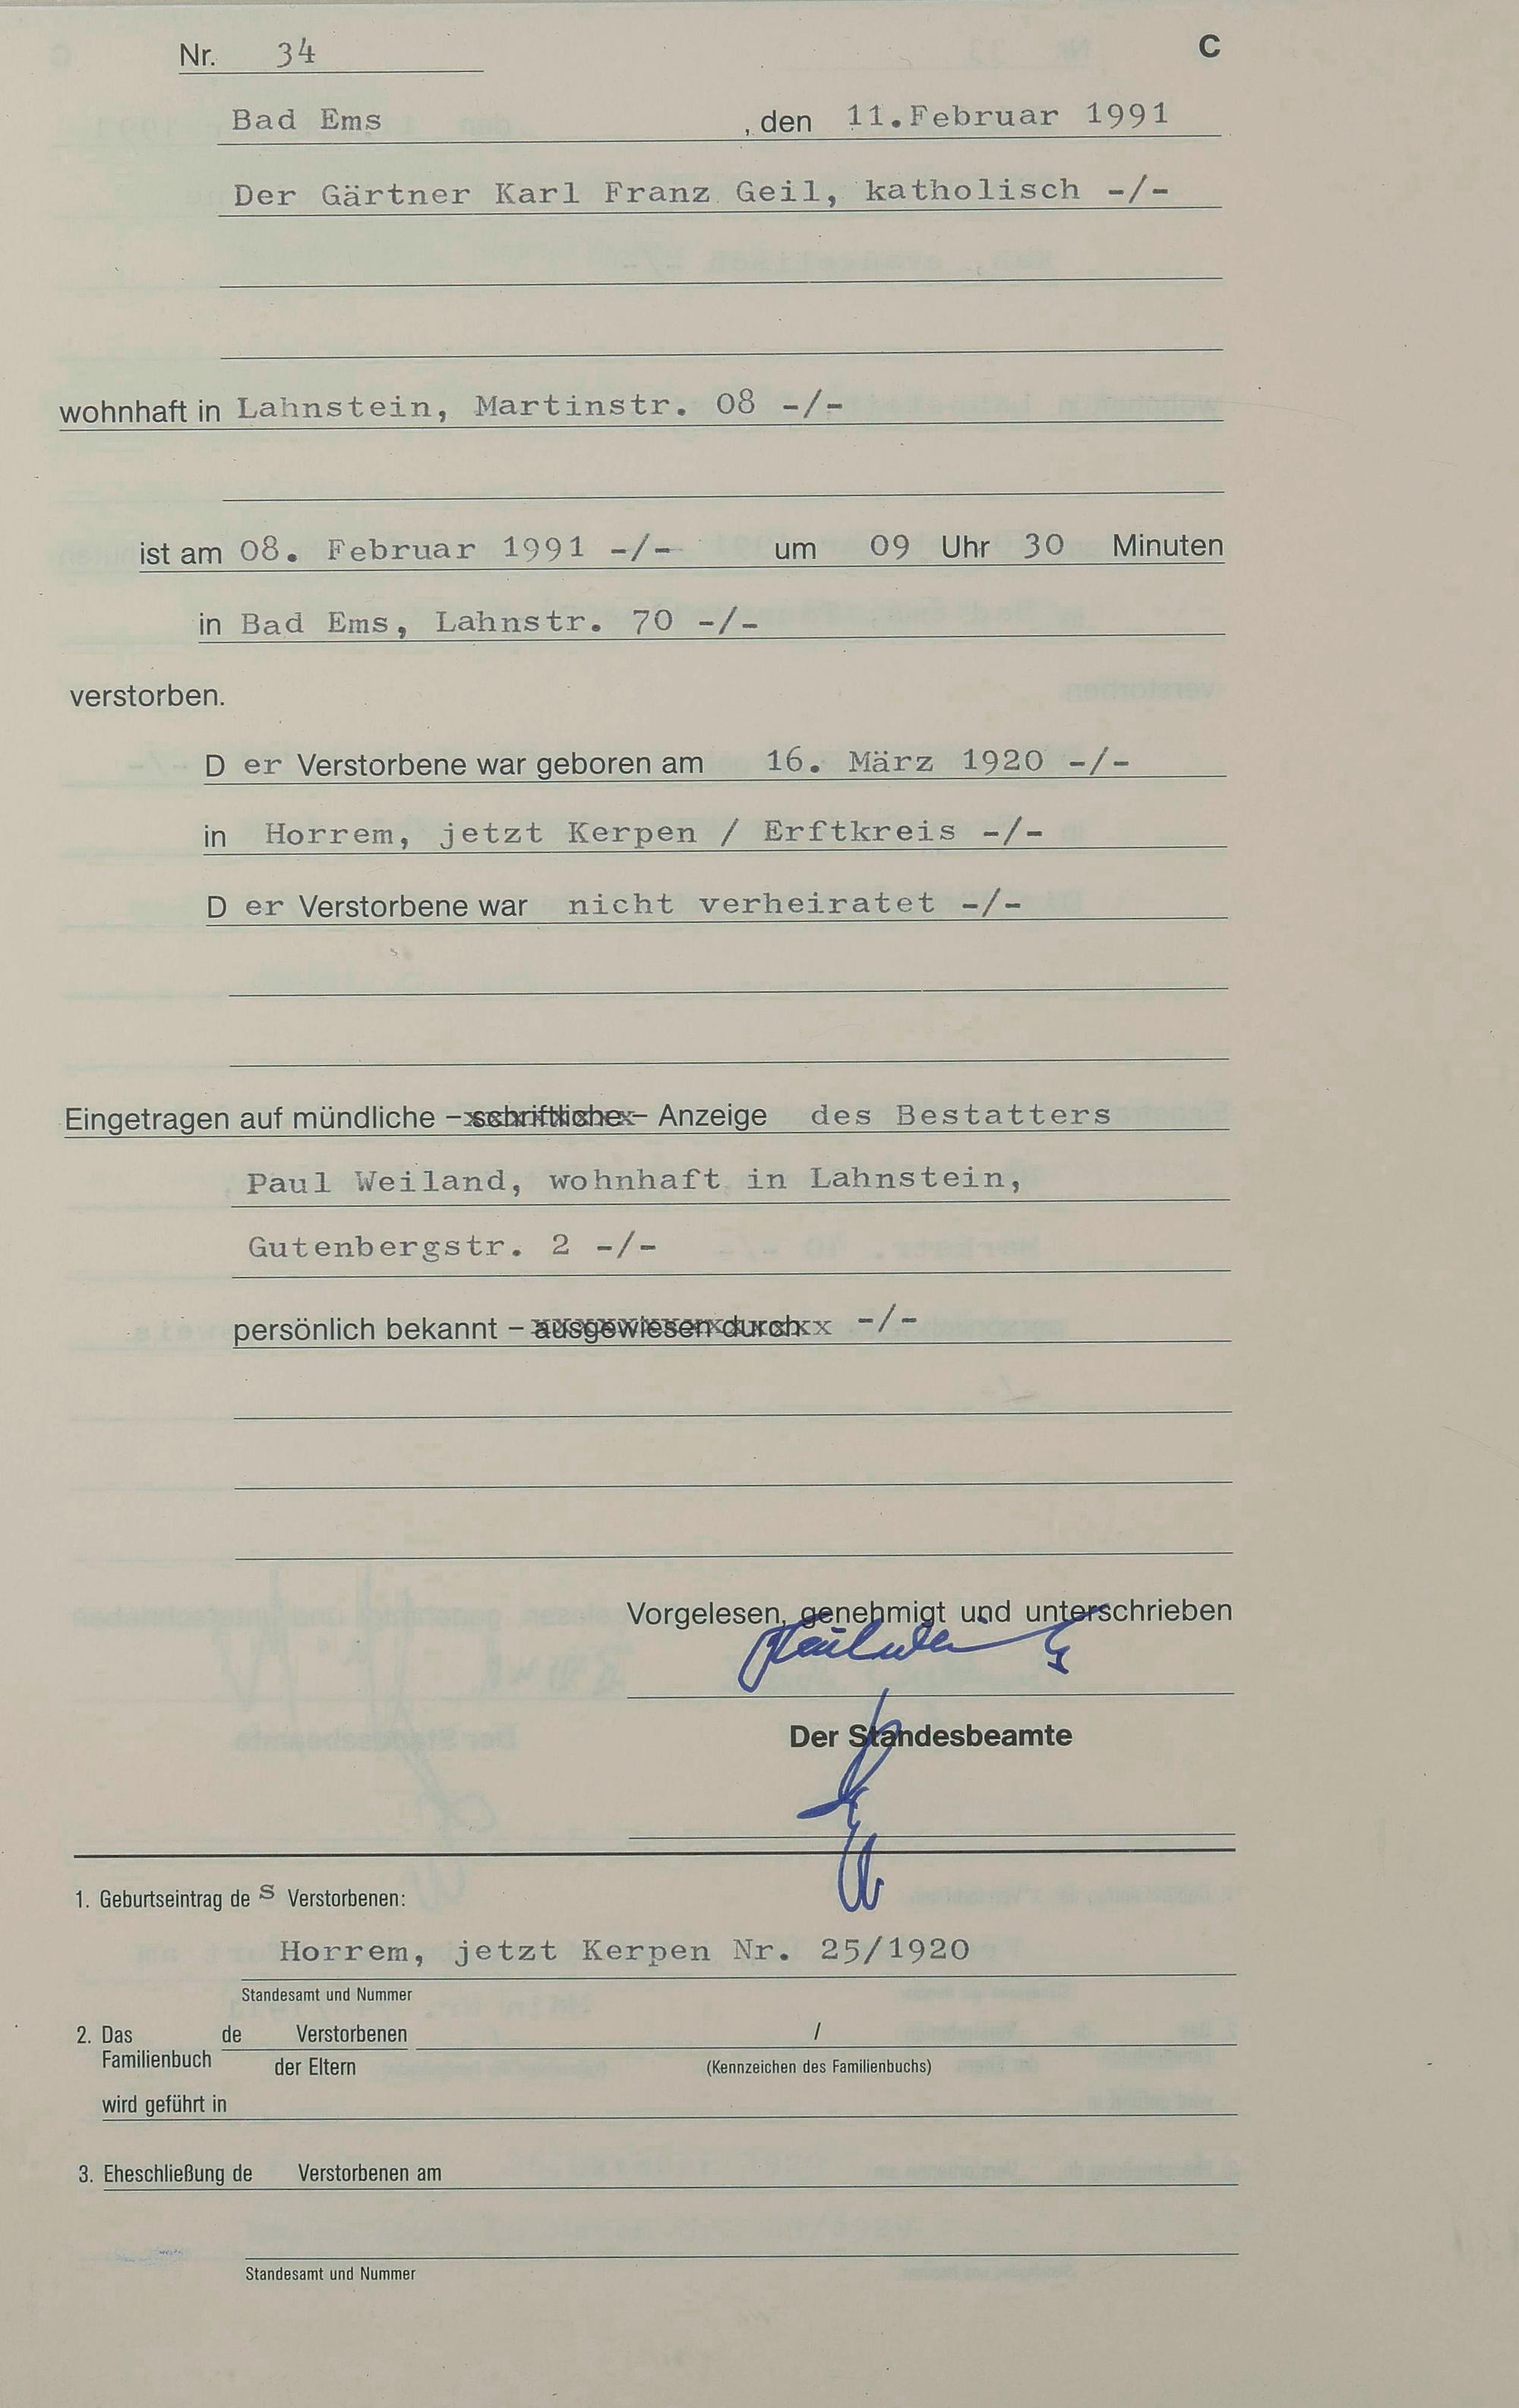 Nr. 34 C
Bad Ems , den 11.Februar 1991
Der Gärtner Karl Franz Geil, katholisch -/-
wohnhaft in Lahnstein, Martinstr. 08 -/-
ist am 08. Februar 1991 -/- um 09 Uhr 30 Minuten
in Bad Ems, Lahnstr. 70 -/-
verstorben.
D er Verstorbene war geboren am 16. März 1920 -/-
in Horrem, jetzt Kerpen / Erftkreis -/-
D er Verstorbene war nicht verheiratet -/-
Eingetragen auf mündliche – schriftliche – Anzeige des Bestatters
Paul Weiland, wohnhaft in Lahnstein,
Gutenbergstr. 2 -/-
persönlich bekannt – ausgewiesen durch -/-
Vorgelesen, genehmigt und unterschrieben
Der Standesbeamte
1. Geburtseintrag de s Verstorbenen:
Horrem, jetzt Kerpen Nr. 25/1920
Standesamt und Nummer
2. Das de Verstorbenen /
Familienbuch der Eltern (Kennzeichen des Familienbuchs)
wird geführt in
3. Eheschließung de Verstorbenen am
Standesamt und Nummer